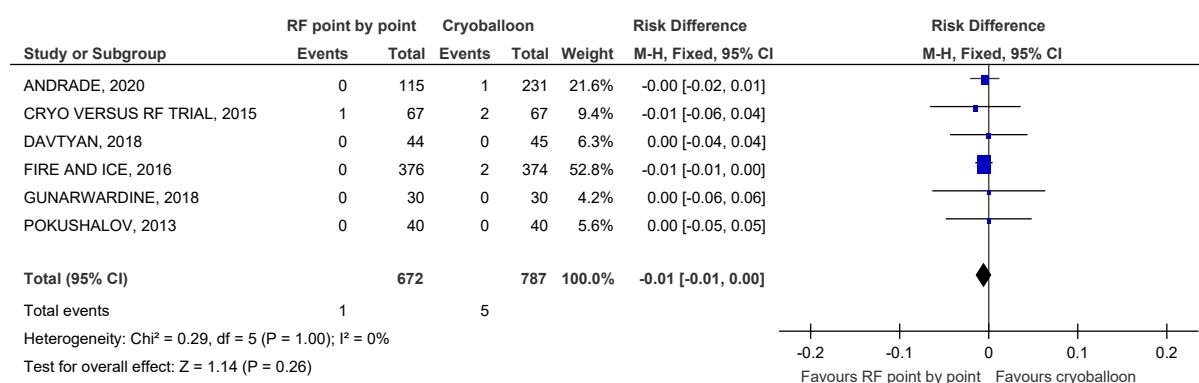 RF point by point Cryoballoon Risk Difference Risk Difference
Study or Subgroup Events Total Events Total Weight M-H, Fixed, 95% CI M-H, Fixed, 95% CI
ANDRADE, 2020 0 115 1 231 21.6% -0.00 [-0.02, 0.01]
CRYO VERSUS RF TRIAL, 2015 1 67 2 67 9.4% -0.01 [-0.06, 0.04]
DAVTYAN, 2018 0 44 0 45 6.3% 0.00 [-0.04, 0.04]
FIRE AND ICE, 2016 0 376 2 374 52.8% -0.01 [-0.01, 0.00]
GUNARWARDINE, 2018 0 30 0 30 4.2% 0.00 [-0.06, 0.06]
POKUSHALOV, 2013 0 40 0 40 5.6% 0.00 [-0.05, 0.05]
Total (95% CI) 672 787 100.0% -0.01 [-0.01, 0.00]
Total events 1 5
Heterogeneity: Chi² = 0.29, df = 5 (P = 1.00); I² = 0%
Test for overall effect: Z = 1.14 (P = 0.26)
-0.2 -0.1 0 0.1 0.2
Favours RF point by point Favours cryoballoon